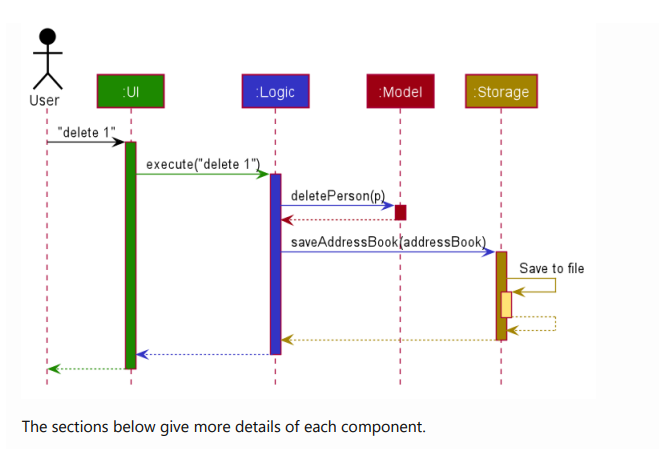 User
:UI
:Logic
:Model
:Storage
"delete 1"
execute("delete 1")
deletePerson(p)
saveAddressBook(addressBook)
Save to file
The sections below give more details of each component.